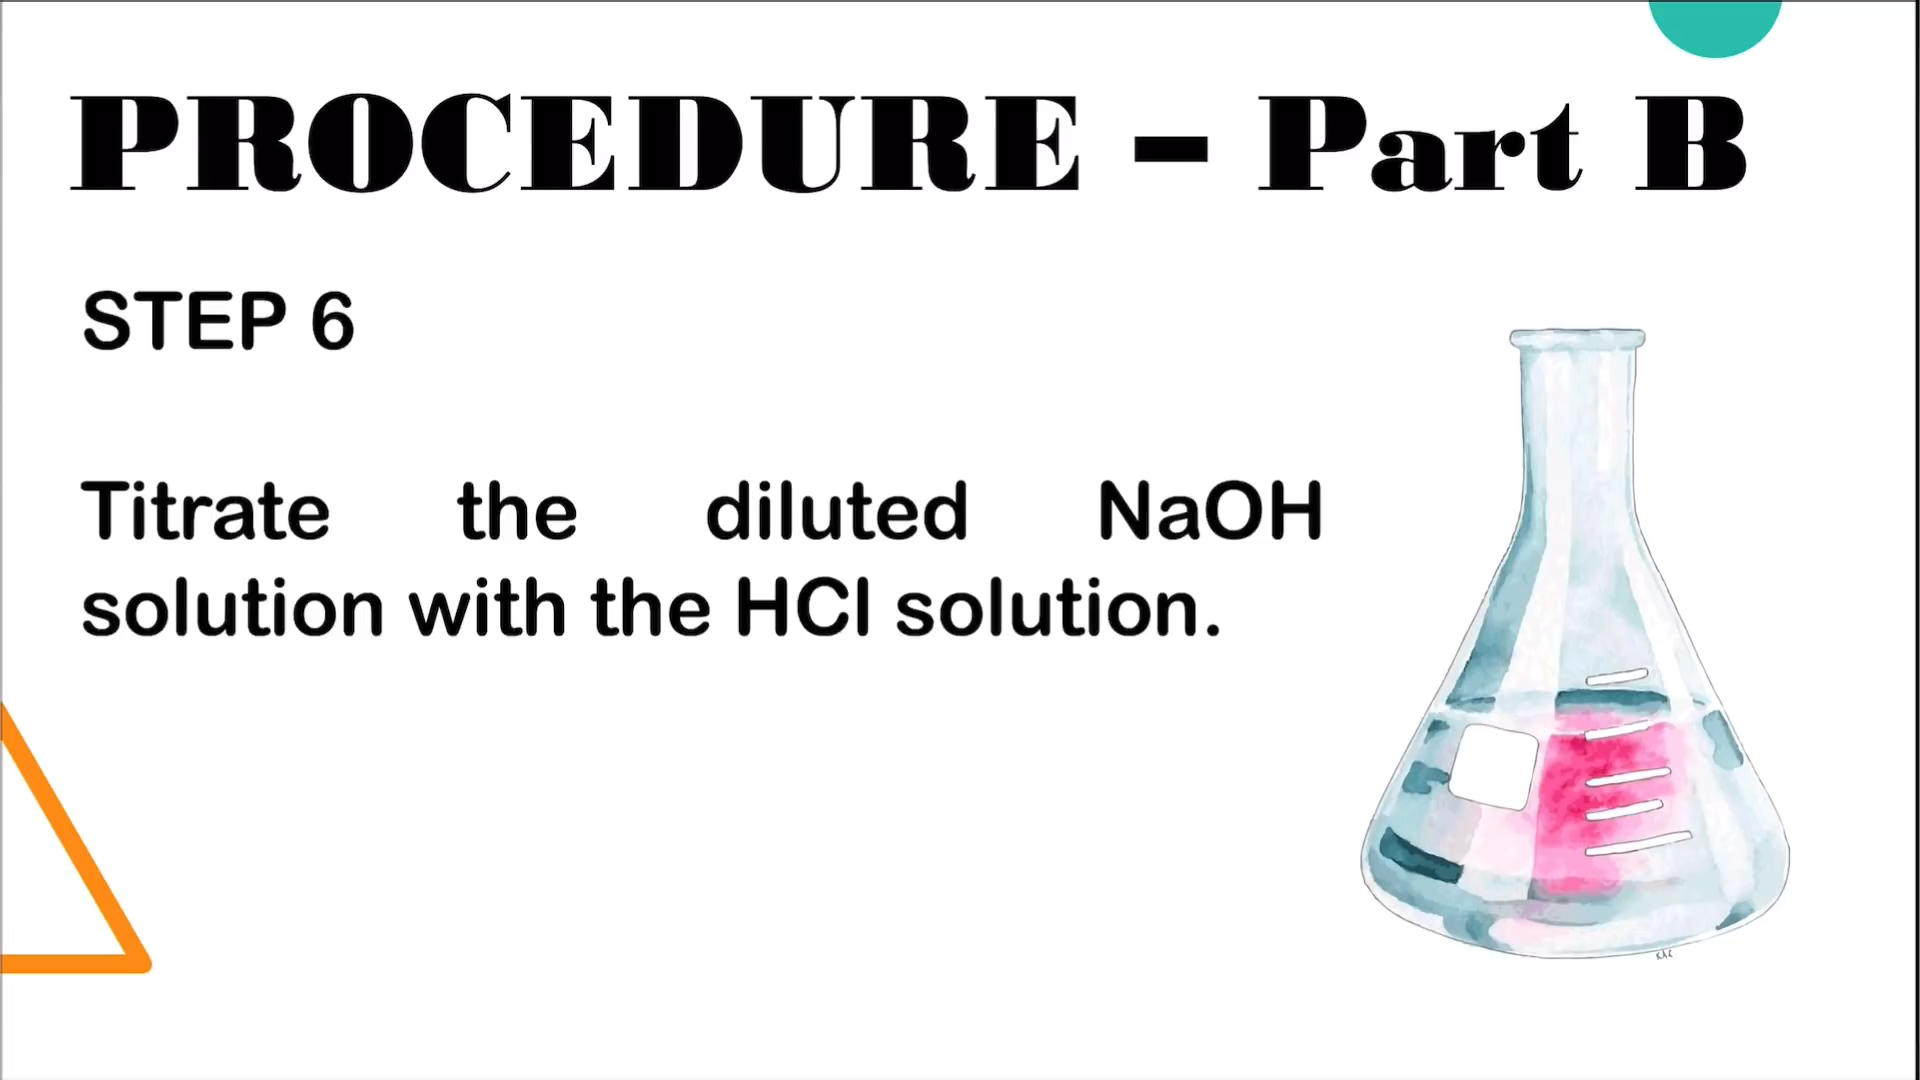 PROCEDURE – Part B
STEP 6
Titrate the diluted NaOH
solution with the HCl solution.